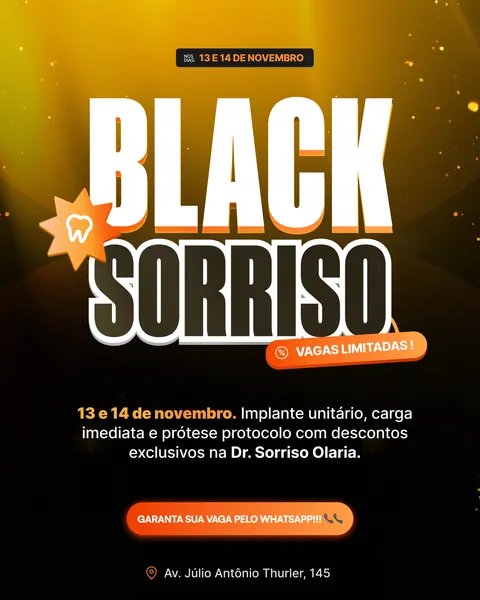 NOS DIAS: 13 E 14 DE NOVEMBRO
BLACK
SORRISO
VAGAS LIMITADAS !
13 e 14 de novembro. Implante unitário, carga
imediata e prótese protocolo com descontos
exclusivos na Dr. Sorriso Olaria.
GARANTA SUA VAGA PELO WHATSAPP!!! 📞📞
Av. Júlio Antônio Thurler, 145